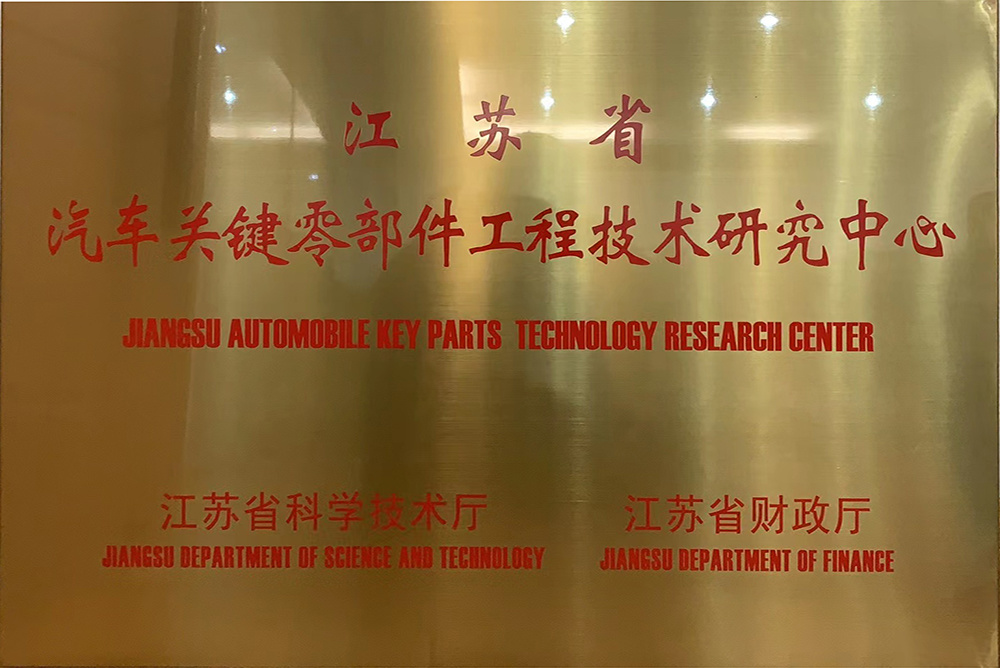 江苏省
汽车关键零部件工程技术研究中心
JIANGSU AUTOMOBILE KEY PARTS TECHNOLOGY RESEARCH CENTER
江苏省科学技术厅 江苏省财政厅
JIANGSU DEPARTMENT OF SCIENCE AND TECHNOLOGY JIANGSU DEPARTMENT OF FINANCE